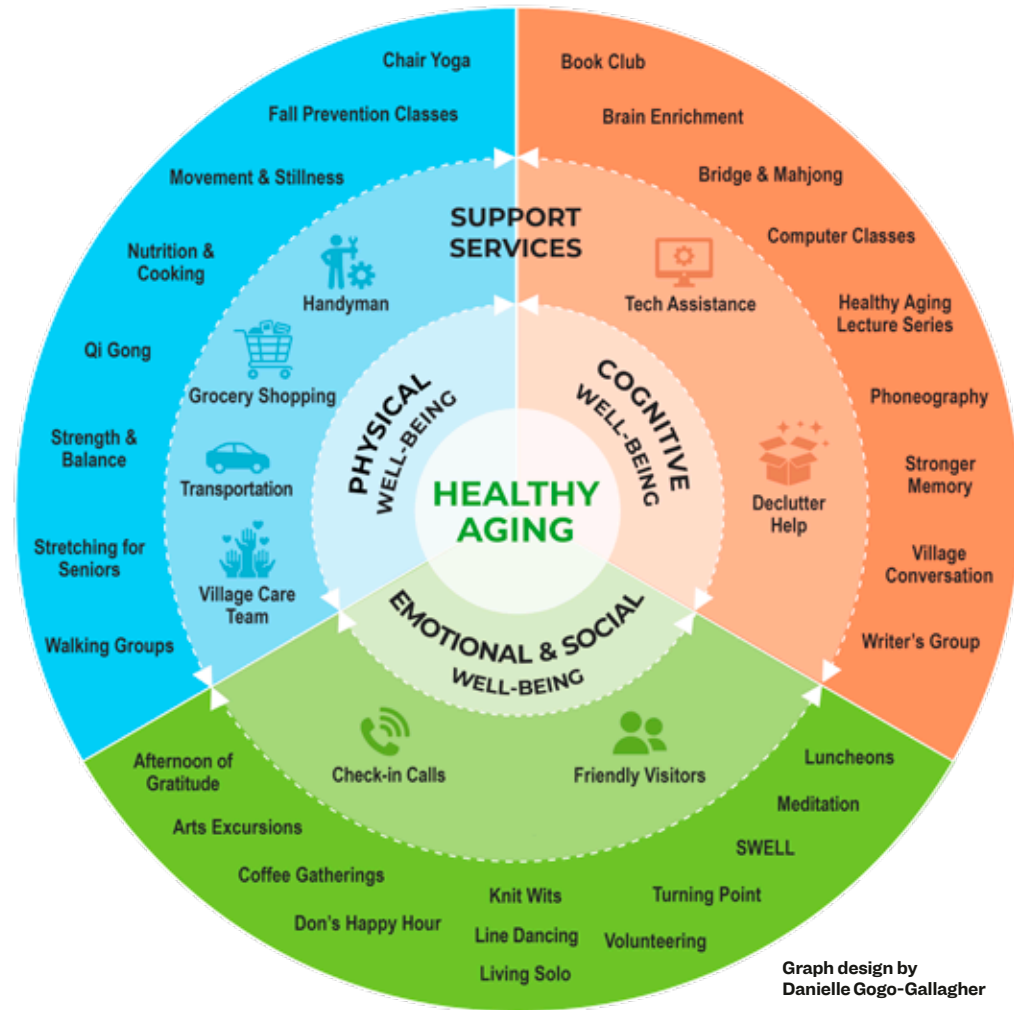 Chair Yoga
Fall Prevention Classes
Movement & Stillness
Nutrition &
Cooking
Qi Gong
Strength &
Balance
Stretching for
Seniors
Walking Groups
Book Club
Brain Enrichment
Bridge & Mahjong
Computer Classes
Healthy Aging
Lecture Series
Phoneography
Stronger
Memory
Village
Conversation
Writer's Group
SUPPORT
SERVICES
Handyman
Grocery Shopping
Transportation
Village Care
Team
Tech Assistance
Declutter
Help
PHYSICAL
WELL-BEING
COGNITIVE
WELL-BEING
HEALTHY
AGING
EMOTIONAL & SOCIAL
WELL-BEING
Check-in Calls
Friendly Visitors
Afternoon of
Gratitude
Arts Excursions
Coffee Gatherings
Don's Happy Hour
Knit Wits
Line Dancing
Living Solo
Luncheons
Meditation
SWELL
Turning Point
Volunteering
Graph design by
Danielle Gogo-Gallagher